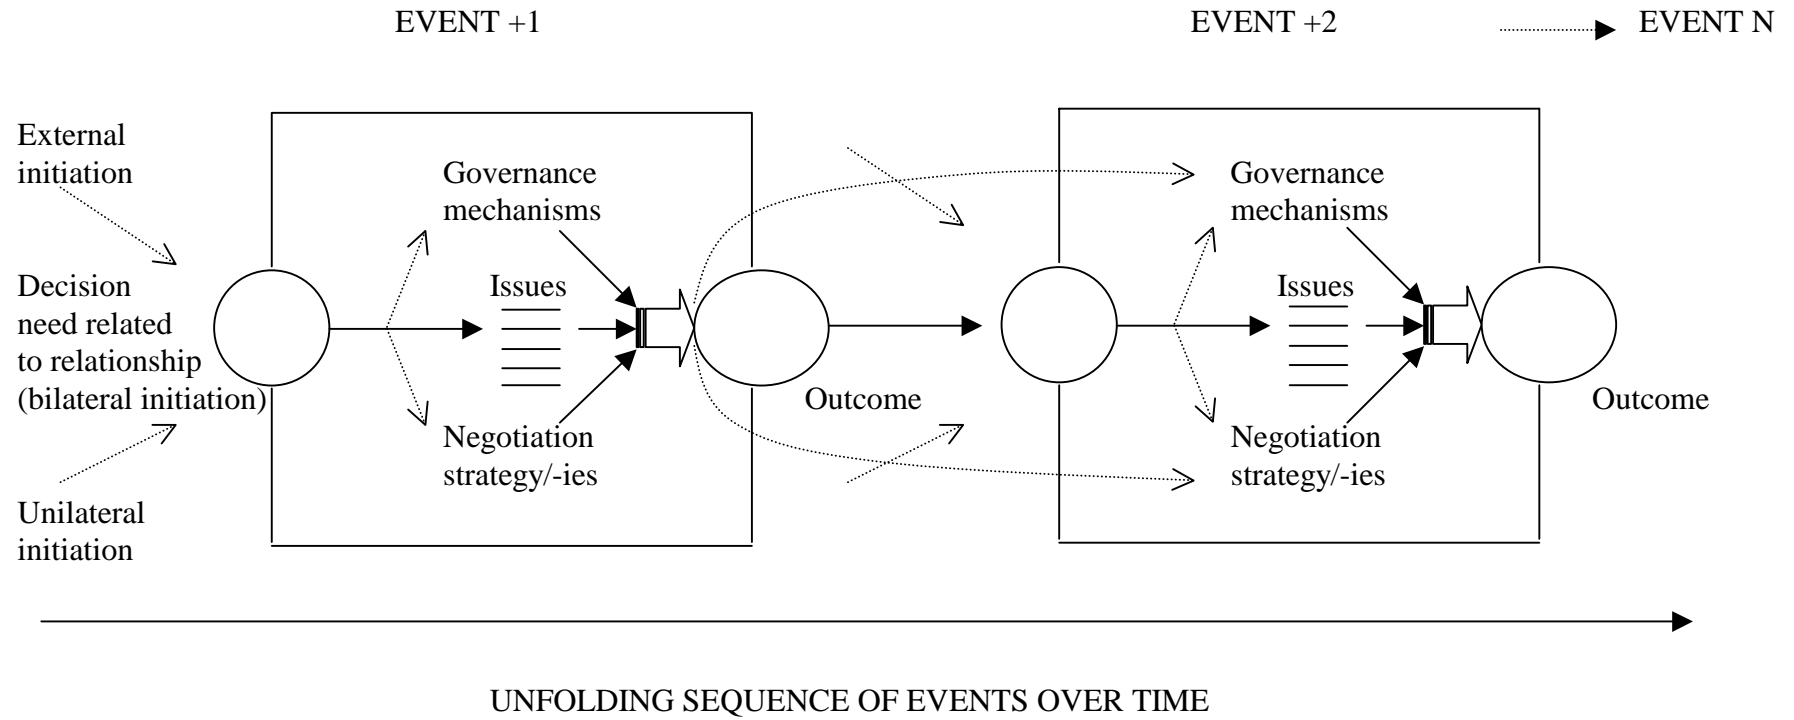 EVENT +1
EVENT +2
EVENT N
External
initiation
Decision
need related
to relationship
(bilateral initiation)
Unilateral
initiation
Governance
mechanisms
Issues
Negotiation
strategy/-ies
Outcome
Governance
mechanisms
Issues
Negotiation
strategy/-ies
Outcome
UNFOLDING SEQUENCE OF EVENTS OVER TIME